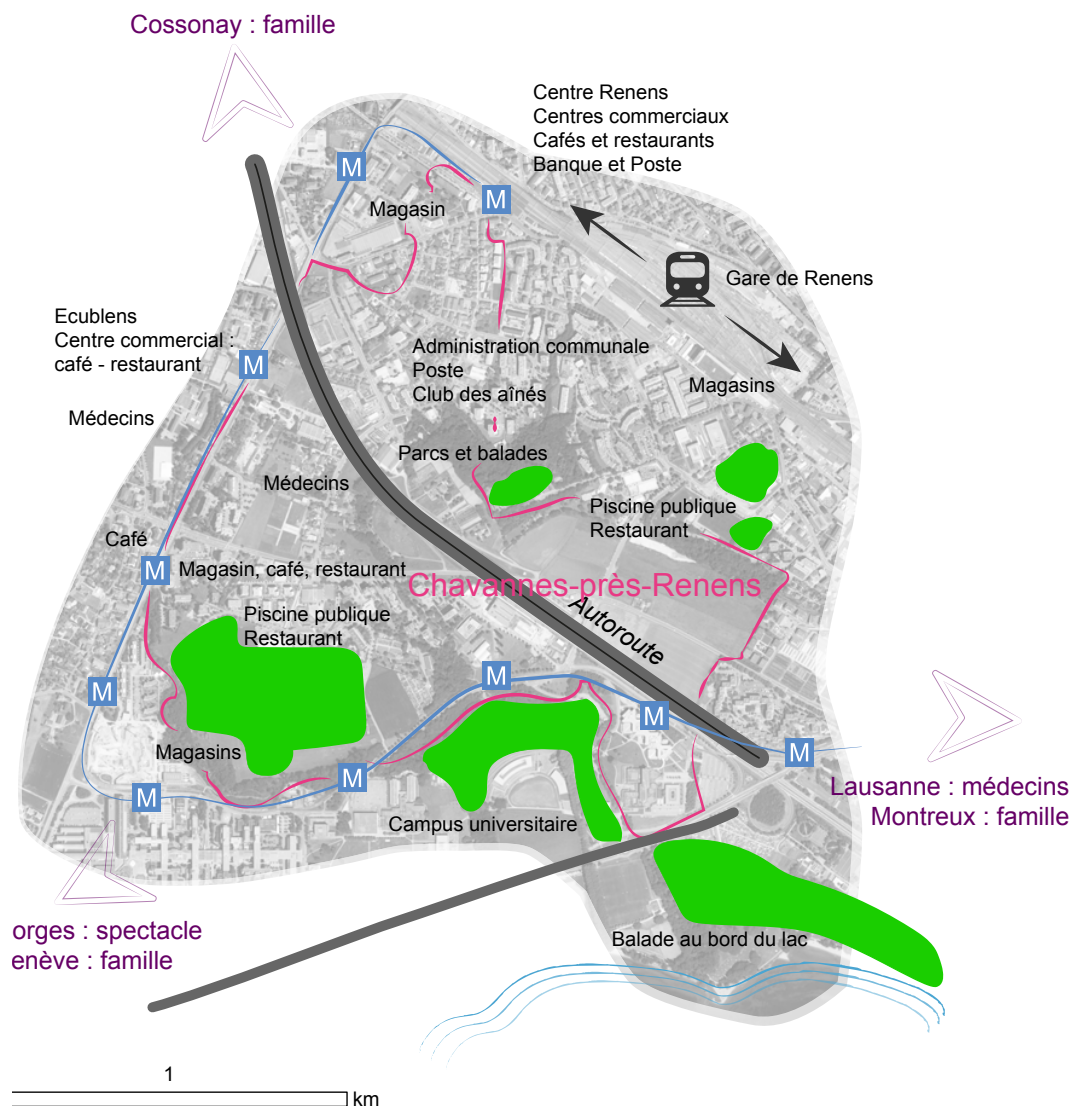 Cossonay : famille
Centre Renens
Centres commerciaux
Cafés et restaurants
Banque et Poste
M
M
Magasin
Gare de Renens
Ecublens
Centre commercial :
café - restaurant
M
Administration communale
Poste
Club des aînés
Magasins
Médecins
Parcs et balades
Médecins
Piscine publique
Restaurant
Café
M
Magasin, café, restaurant
Chavannes-près-Renens
Autoroute
Piscine publique
Restaurant
M
M
M
Magasins
M
M
M
Lausanne : médecins
Montreux : famille
Campus universitaire
orges : spectacle
enève : famille
Balade au bord du lac
1
km